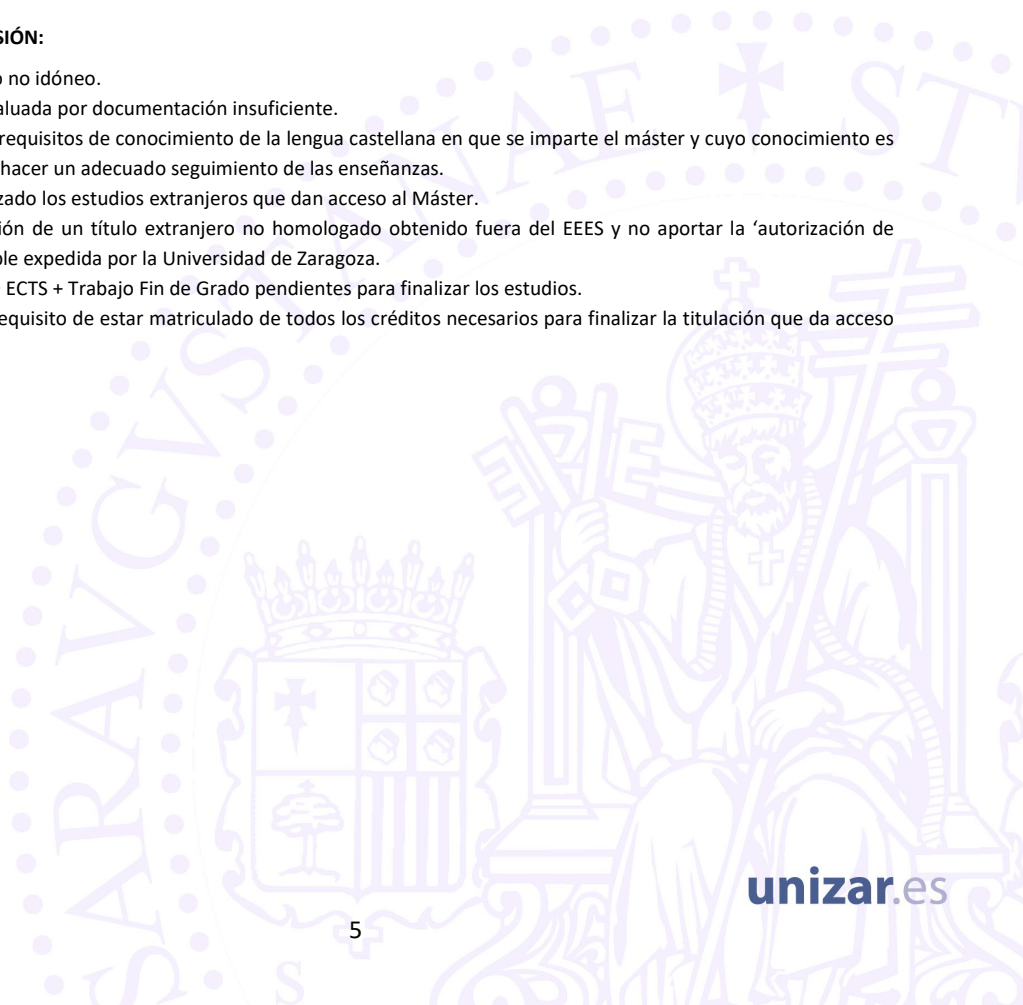 SIÓN:
o no idóneo.
aluada por documentación insuficiente.
requisitos de conocimiento de la lengua castellana en que se imparte el máster y cuyo conocimiento es
hacer un adecuado seguimiento de las enseñanzas.
zado los estudios extranjeros que dan acceso al Máster.
ión de un título extranjero no homologado obtenido fuera del EEES y no aportar la ‘autorización de
ble expedida por la Universidad de Zaragoza.
ECTS + Trabajo Fin de Grado pendientes para finalizar los estudios.
equisito de estar matriculado de todos los créditos necesarios para finalizar la titulación que da acceso
SARAVGVSTANAE STV
S
unizar.es
5